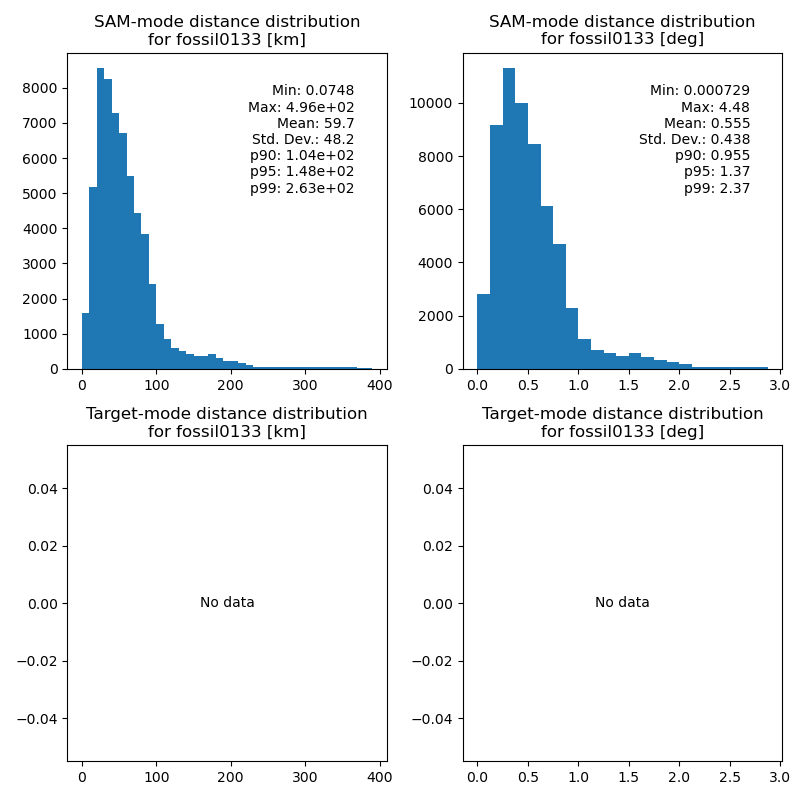 SAM-mode distance distribution
for fossil0133 [km]
8000
7000
6000
5000
4000
3000
2000
1000
0
Min: 0.0748
Max: 4.96e+02
Mean: 59.7
Std. Dev.: 48.2
p90: 1.04e+02
p95: 1.48e+02
p99: 2.63e+02
0 100 200 300 400
SAM-mode distance distribution
for fossil0133 [deg]
10000
8000
6000
4000
2000
0
Min: 0.000729
Max: 4.48
Mean: 0.555
Std. Dev.: 0.438
p90: 0.955
p95: 1.37
p99: 2.37
0.0 0.5 1.0 1.5 2.0 2.5 3.0
Target-mode distance distribution
for fossil0133 [km]
0.04
0.02
0.00
−0.02
−0.04
No data
0 100 200 300 400
Target-mode distance distribution
for fossil0133 [deg]
0.04
0.02
0.00
−0.02
−0.04
No data
0.0 0.5 1.0 1.5 2.0 2.5 3.0